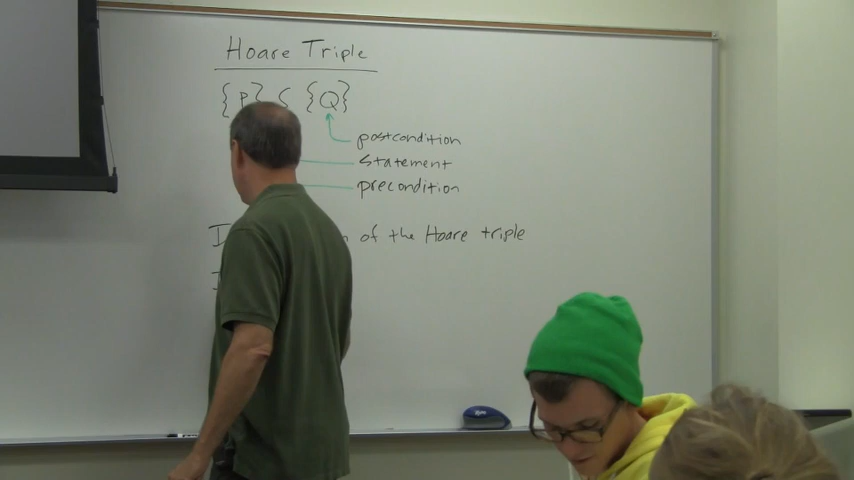 Hoare Triple
{P} S {Q}
postcondition
statement
precondition
of the Hoare triple